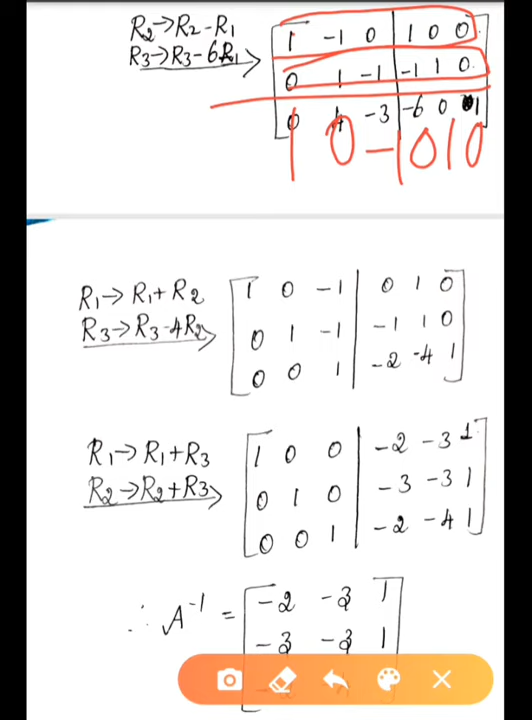 R2→R2-R1
R3→R3-6R1
1 -1 0 | 1 0 0
0 1 -1 | -1 1 0
0 4 -3 | -6 0 1
1 0 -1 0 1 0
R1→R1+R2
R3→R3-4R2
1 0 -1 | 0 1 0
0 1 -1 | -1 1 0
0 0 1 | -2 -4 1
R1→R1+R3
R2→R2+R3
1 0 0 | -2 -3 1
0 1 0 | -3 -3 1
0 0 1 | -2 -4 1
∴ A⁻¹ = -2 -3 1
-3 -3 1